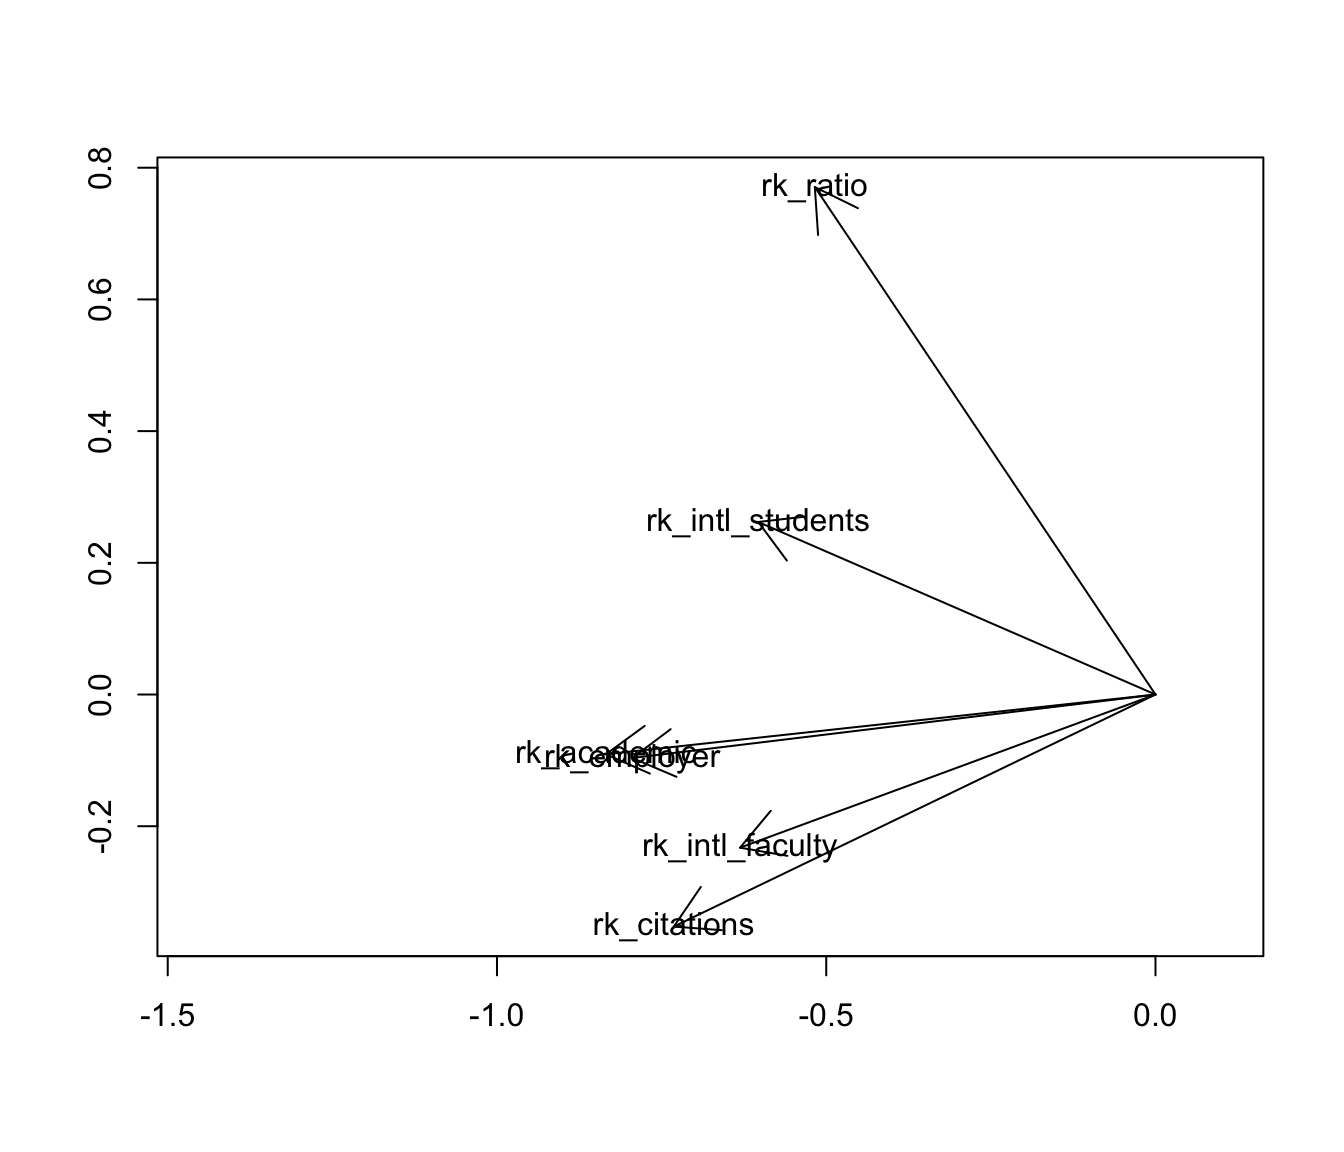 0.8
rk_ratio
0.6
0.4
rk_intl_students
0.2
0.0
rk_academic
rk_employer
-0.2
rk_intl_faculty
rk_citations
-1.5 -1.0 -0.5 0.0